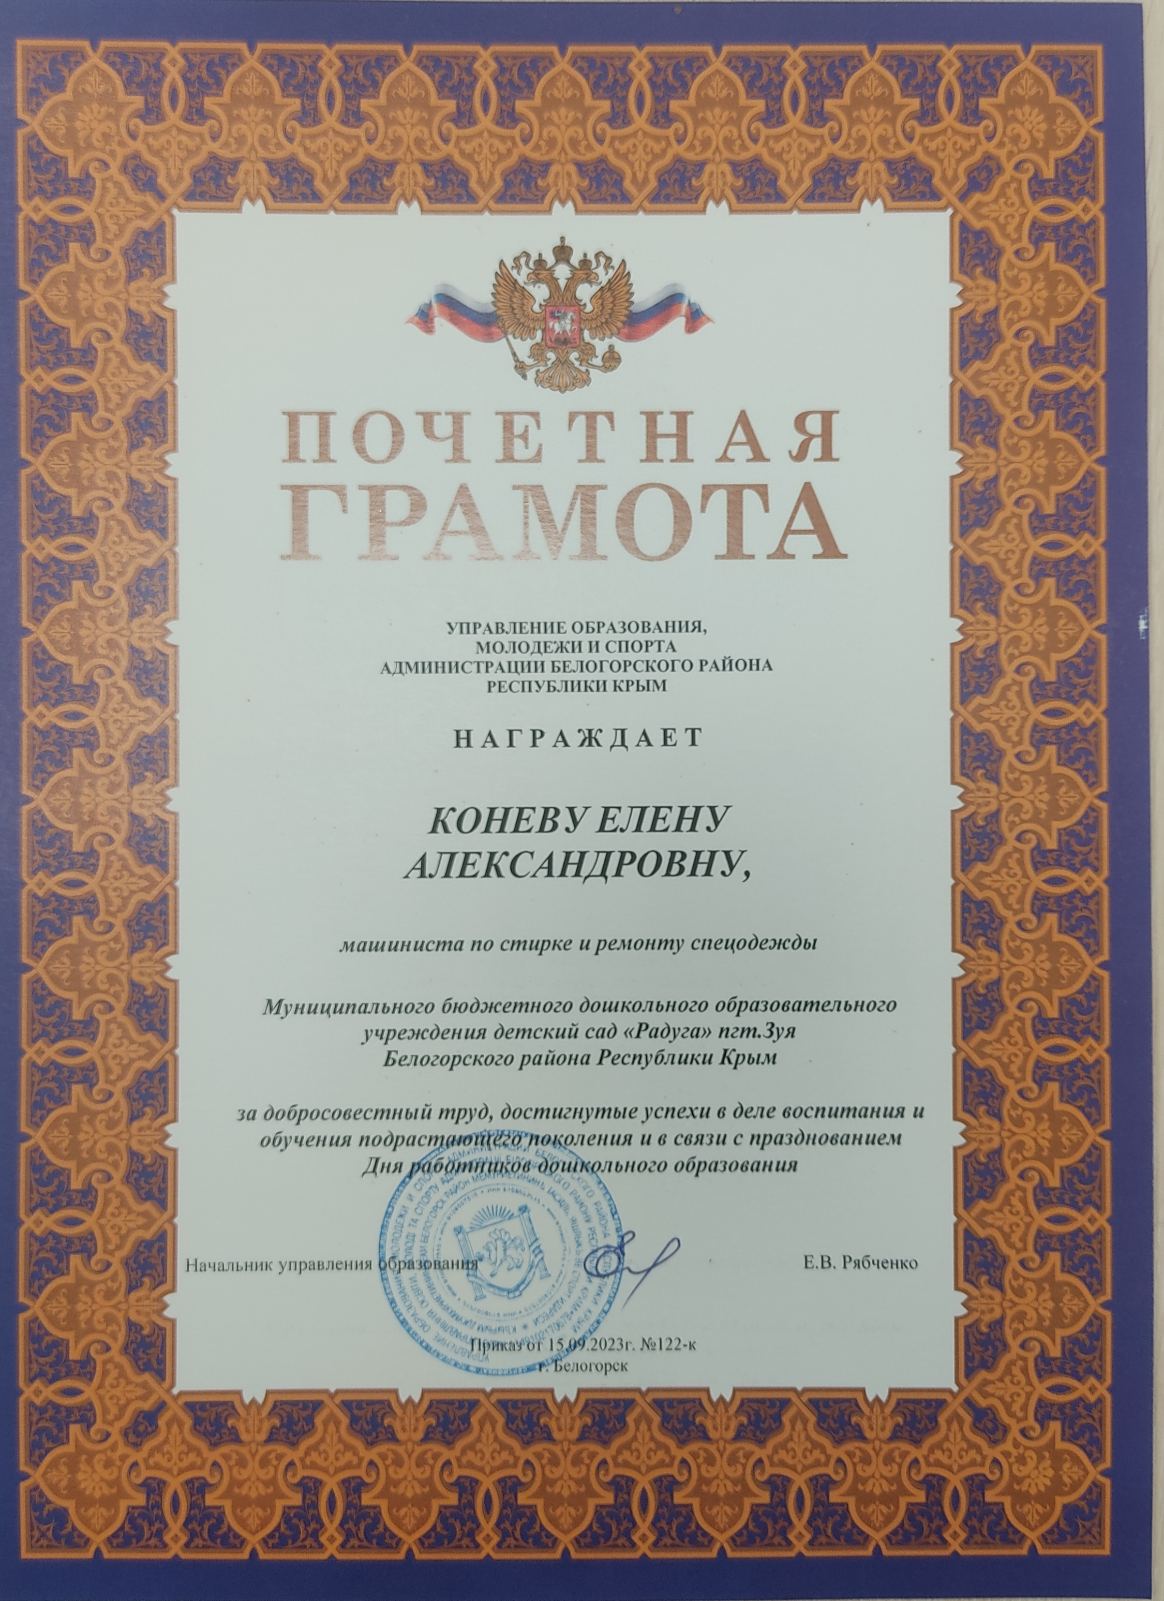 ПОЧЕТНАЯ
ГРАМОТА
УПРАВЛЕНИЕ ОБРАЗОВАНИЯ,
МОЛОДЕЖИ И СПОРТА
АДМИНИСТРАЦИИ БЕЛОГОРСКОГО РАЙОНА
РЕСПУБЛИКИ КРЫМ
НАГРАЖДАЕТ
КОНЕВУ ЕЛЕНУ
АЛЕКСАНДРОВНУ,
машиниста по стирке и ремонту спецодежды
Муниципального бюджетного дошкольного образовательного
учреждения детский сад «Радуга» пгт.Зуя
Белогорского района Республики Крым
за добросовестный труд, достигнутые успехи в деле воспитания и
обучения подрастающего поколения и в связи с празднованием
Дня работников дошкольного образования
Начальник управления образования
Е.В. Рябченко
Приказ от 15.09.2023г. №122-к
г. Белогорск